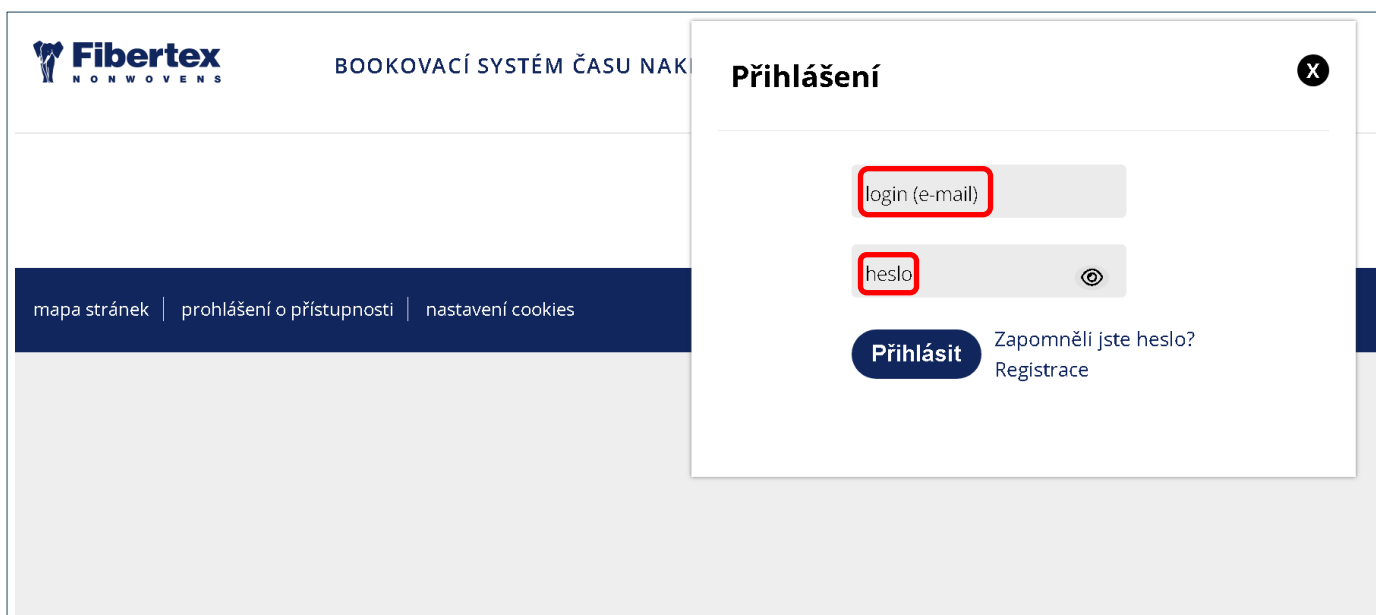 Fibertex
NONWOVENS
BOOKOVACÍ SYSTÉM ČASU
Přihlášení
X
login (e-mail)
heslo
Přihlásit
Zapomněli jste heslo?
Registrace
mapa stránek
prohlášení o přístupnosti
nastavení cookies